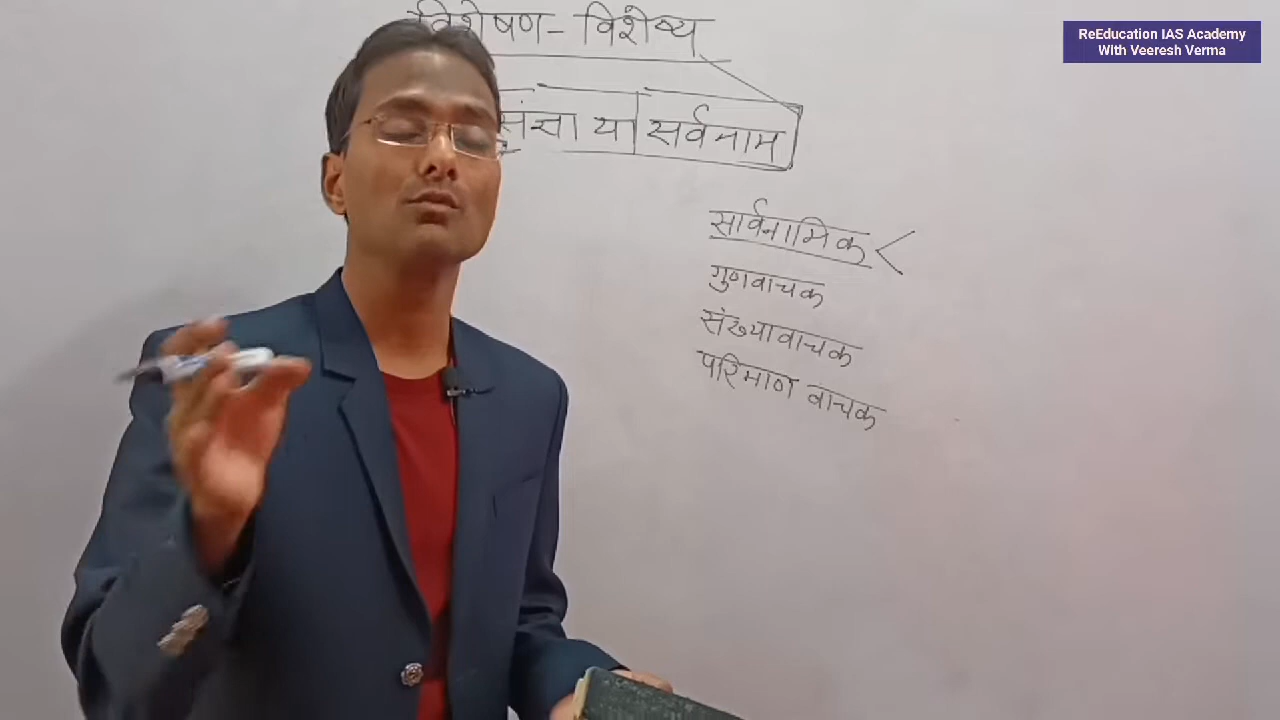 विशेषण - विशेष्य
संज्ञा या सर्वनाम
सार्वनामिक <
गुणवाचक
संख्यावाचक
परिमाण वाचक
ReEducation IAS Academy
With Veeresh Verma